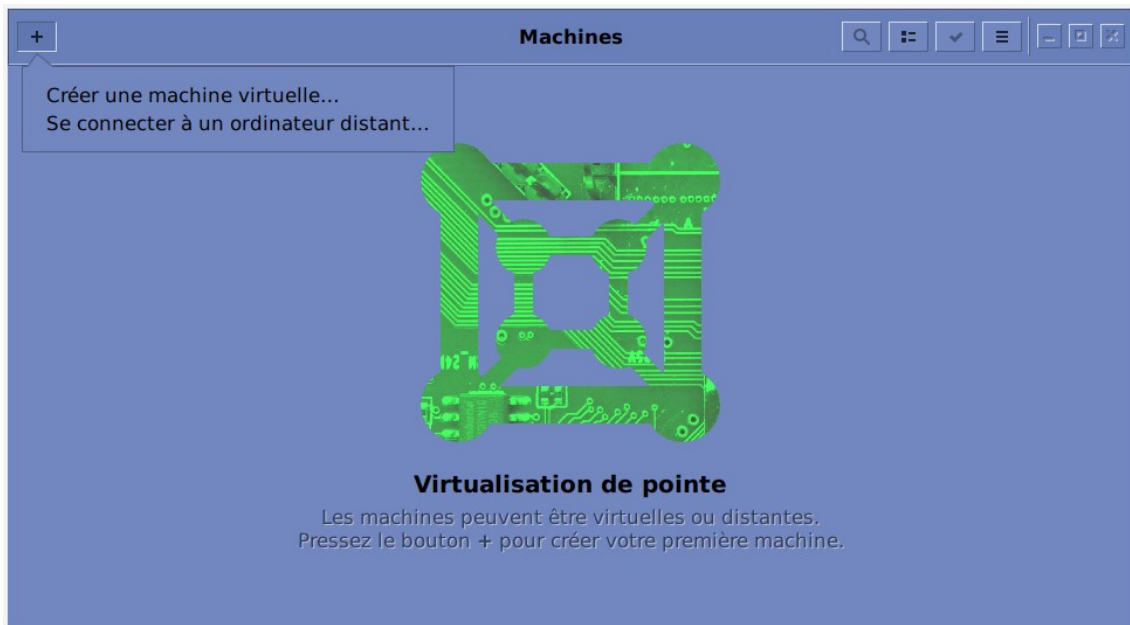 +
Machines
Créer une machine virtuelle...
Se connecter à un ordinateur distant...
Virtualisation de pointe
Les machines peuvent être virtuelles ou distantes.
Pressez le bouton + pour créer votre première machine.